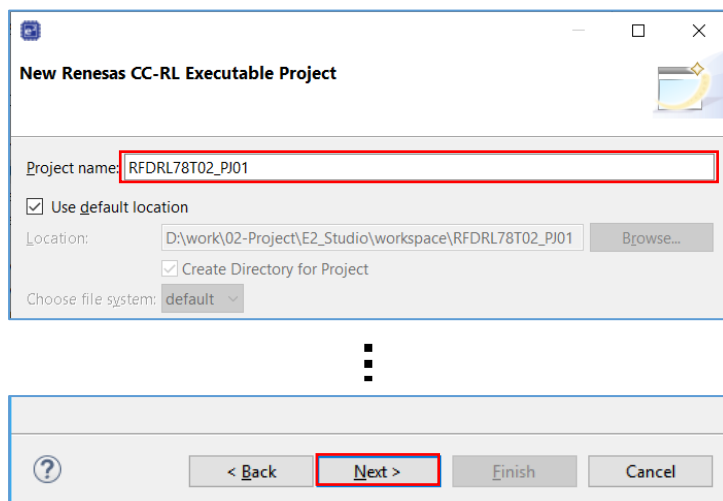 New Renesas CC-RL Executable Project
Project name: RFDRL78T02_PJ01
Use default location
Location: D:\work\02-Project\E2_Studio\workspace\RFDRL78T02_PJ01 Browse...
Create Directory for Project
Choose file system: default
? < Back Next > Finish Cancel